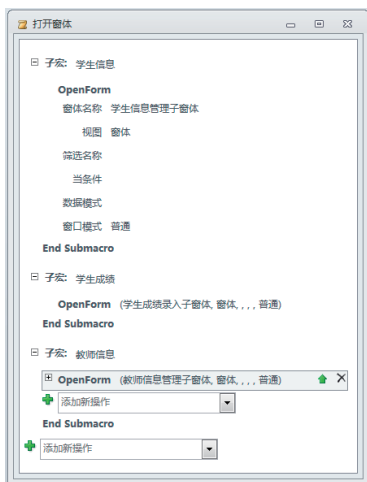 打开窗体
子宏: 学生信息
OpenForm
窗体名称 学生信息管理子窗体
视图 窗体
筛选名称
当条件
数据模式
窗口模式 普通
End Submacro
子宏: 学生成绩
OpenForm (学生成绩录入子窗体, 窗体, , , , 普通)
End Submacro
子宏: 教师信息
OpenForm (教师信息管理子窗体, 窗体, , , , 普通)
添加新操作
End Submacro
添加新操作